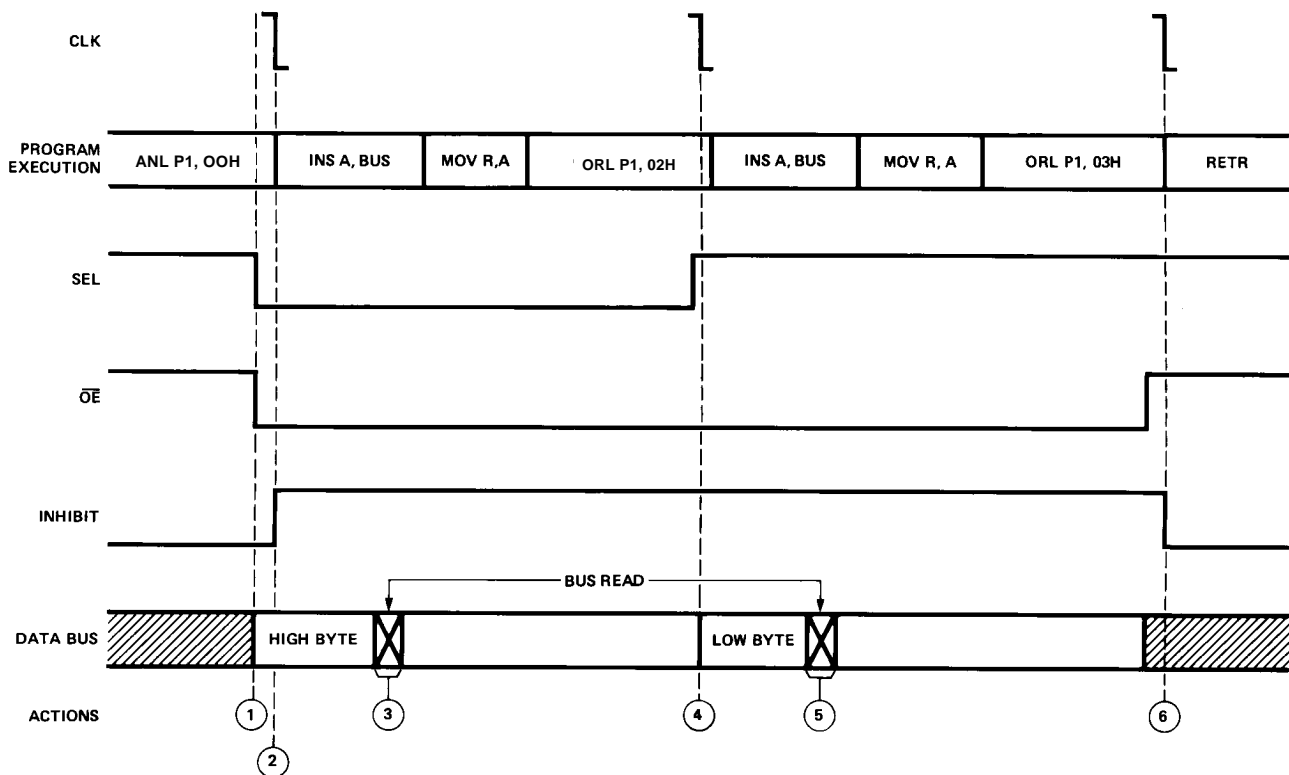 CLK
PROGRAM
EXECUTION
ANL P1, OOH
INS A, BUS
MOV R,A
ORL P1, 02H
INS A, BUS
MOV R, A
ORL P1, 03H
RETR
SEL
OE
INHIBIT
BUS READ
DATA BUS
HIGH BYTE
LOW BYTE
ACTIONS
1
2
3
4
5
6